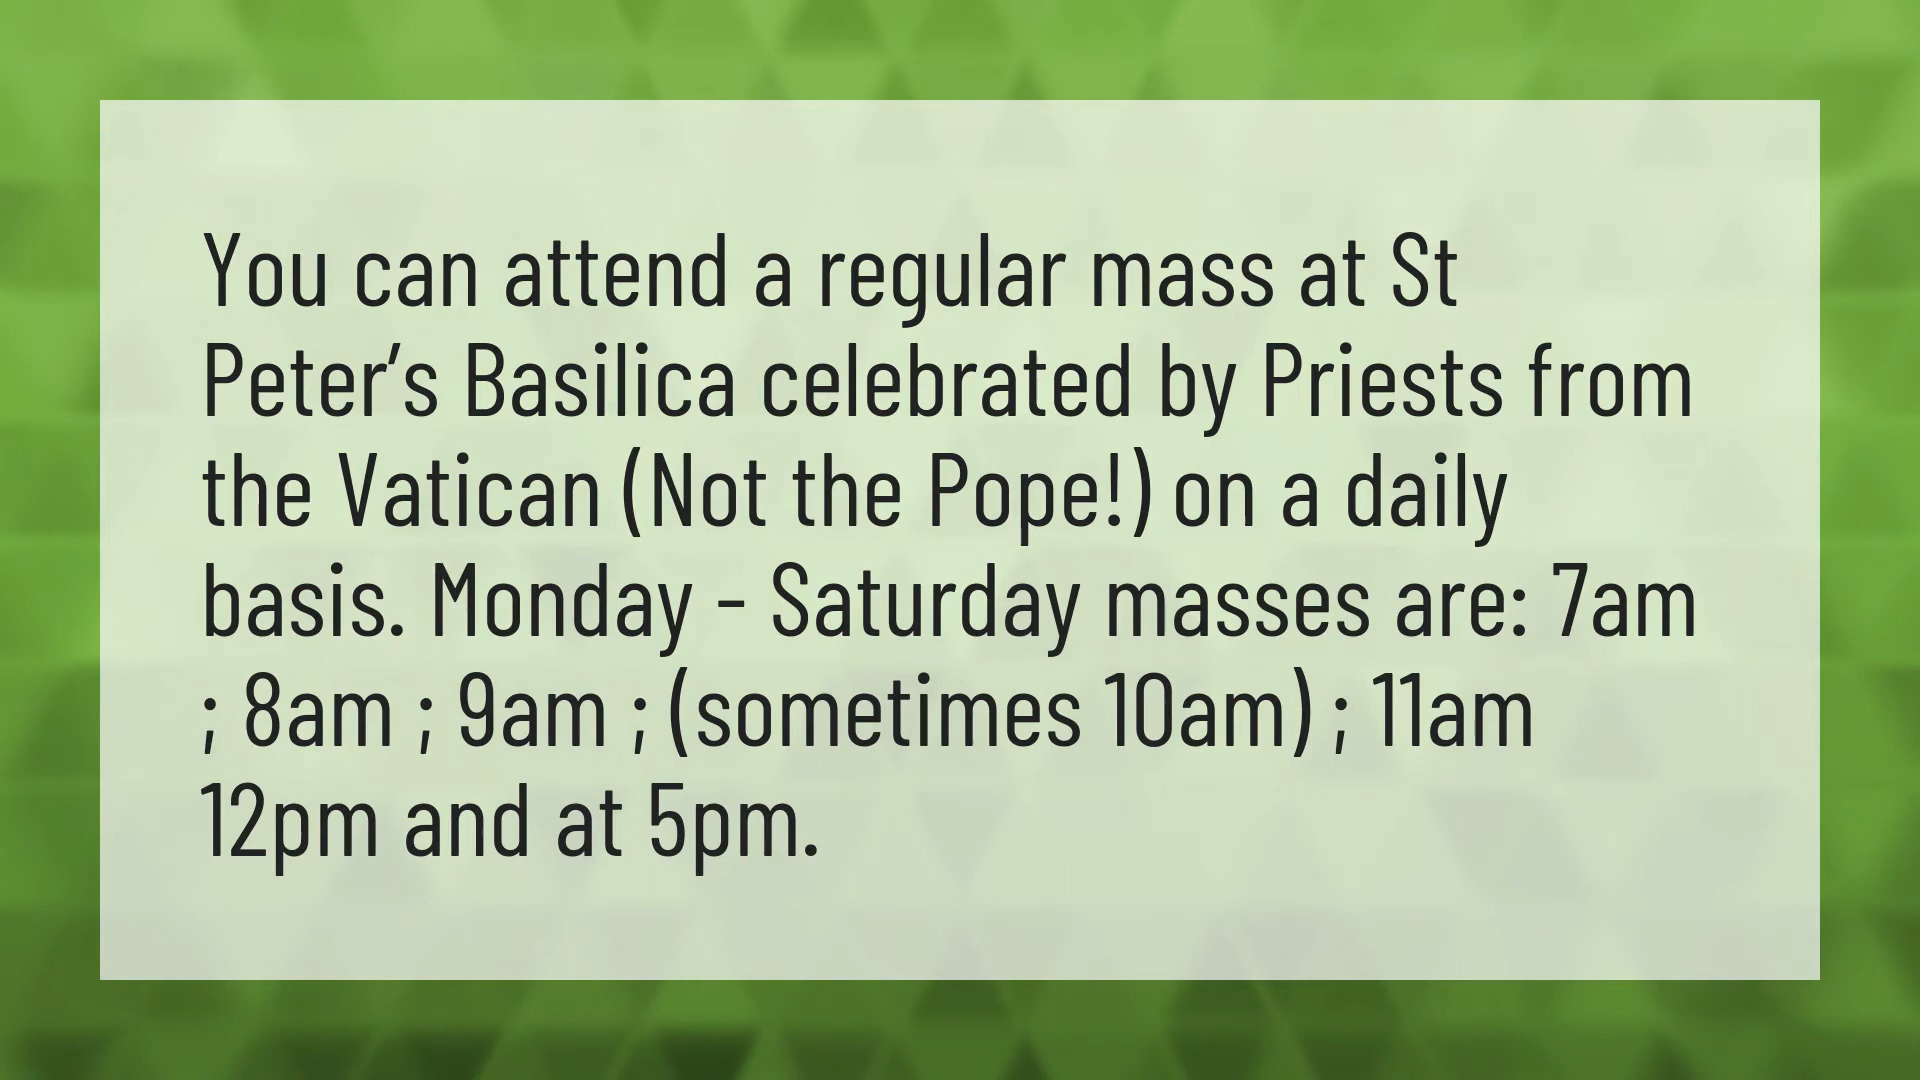 You can attend a regular mass at St
Peter’s Basilica celebrated by Priests from
the Vatican (Not the Pope!) on a daily
basis. Monday - Saturday masses are: 7am
; 8am ; 9am ; (sometimes 10am) ; 11am
12pm and at 5pm.